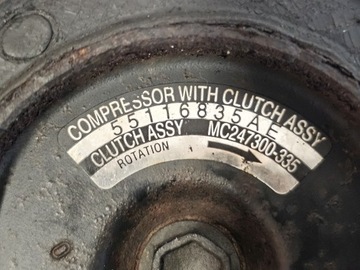 COMPRESSOR WITH CLUTCH ASSY
55116835AE
CLUTCH ASSY MC247300-335
ROTATION